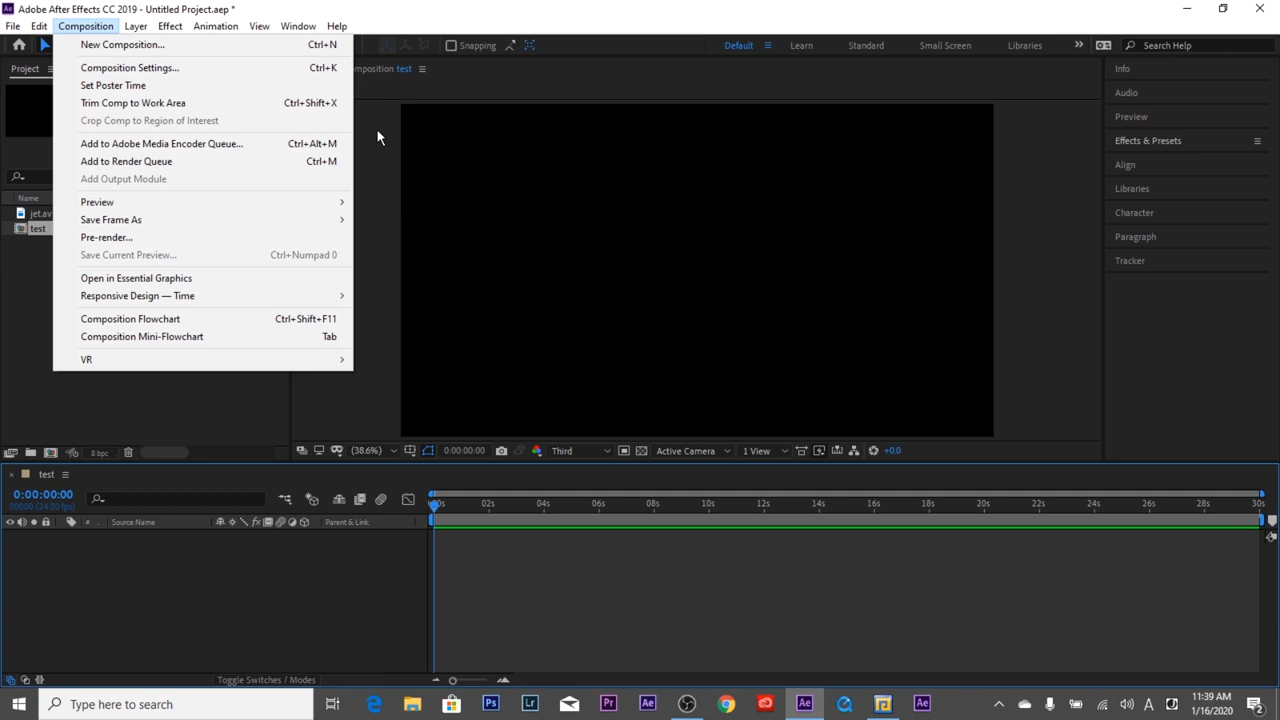 Adobe After Effects CC 2019 - Untitled Project.aep *
File Edit Composition Layer Effect Animation View Window Help
New Composition... Ctrl+N
Composition Settings... Ctrl+K
Set Poster Time
Trim Comp to Work Area Ctrl+Shift+X
Crop Comp to Region of Interest
Add to Adobe Media Encoder Queue... Ctrl+Alt+M
Add to Render Queue Ctrl+M
Add Output Module
Preview
Save Frame As
Pre-render...
Save Current Preview... Ctrl+Numpad 0
Open in Essential Graphics
Responsive Design — Time
Composition Flowchart Ctrl+Shift+F11
Composition Mini-Flowchart Tab
VR
Snapping
Default Learn Standard Small Screen Libraries Search Help
Project
omposition test
Name
jet.av
test
8 bpc
(38.6%) 0:00:00:00 Third Active Camera 1 View +0.0
Info
Audio
Preview
Effects & Presets
Align
Libraries
Character
Paragraph
Tracker
test
0:00:00:00
00000 (24.00 fps)
# Source Name Parent & Link
00s 02s 04s 06s 08s 10s 12s 14s 16s 18s 20s 22s 24s 26s 28s 30s
Toggle Switches / Modes
Type here to search
11:39 AM
1/16/2020